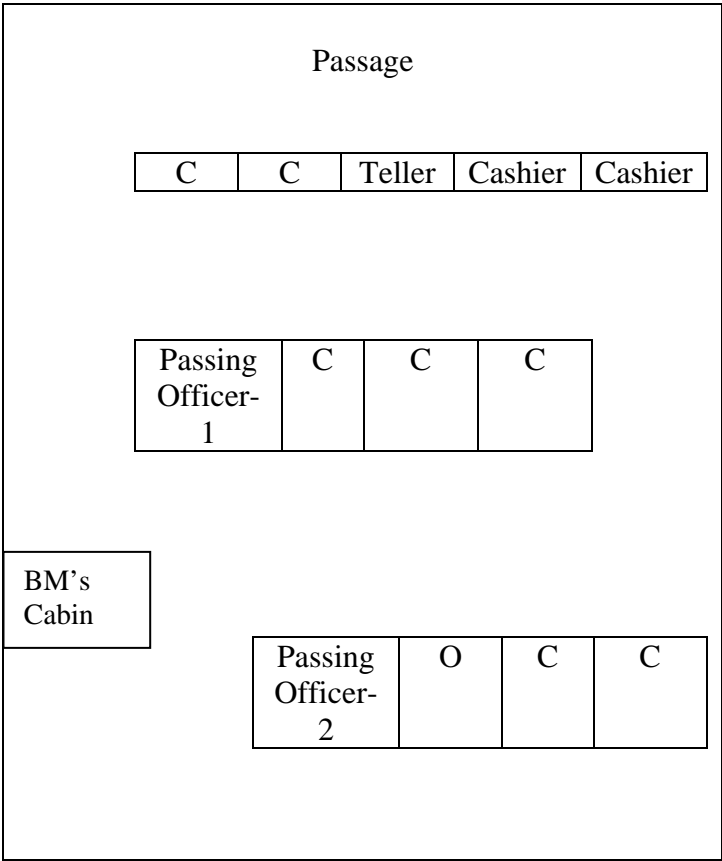 Passage
C C Teller Cashier Cashier
Passing C C C
Officer-
1
BM's
Cabin
Passing O C C
Officer-
2